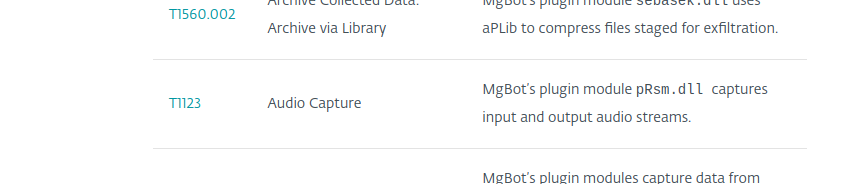 T1560.002
Archive Collected Data:
Archive via Library
MgBot's plugin module sebasek.dll uses
aPLib to compress files staged for exfiltration.
T1123
Audio Capture
MgBot's plugin module pRsm.dll captures
input and output audio streams.
MgBot's plugin modules capture data from